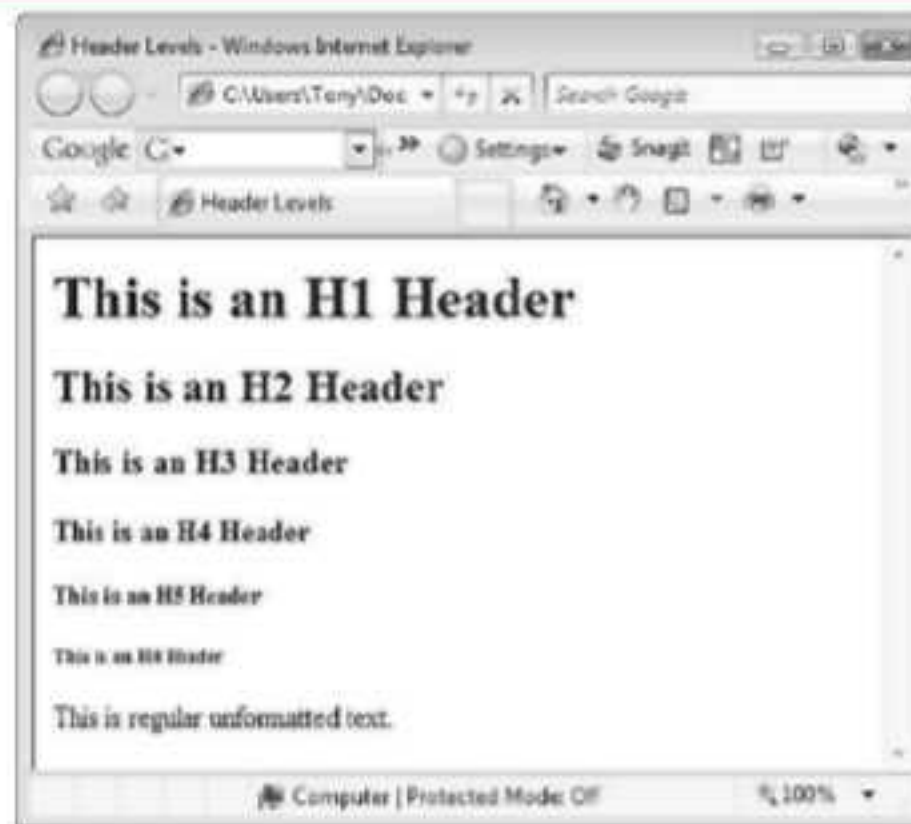 Header Levels - Windows Internet Explorer
C:\Users\Tony\Doc Search Google
Google Settings Snagit
Header Levels
This is an H1 Header
This is an H2 Header
This is an H3 Header
This is an H4 Header
This is an H5 Header
This is an H6 Header
This is regular unformatted text.
Computer | Protected Mode: Off 100%